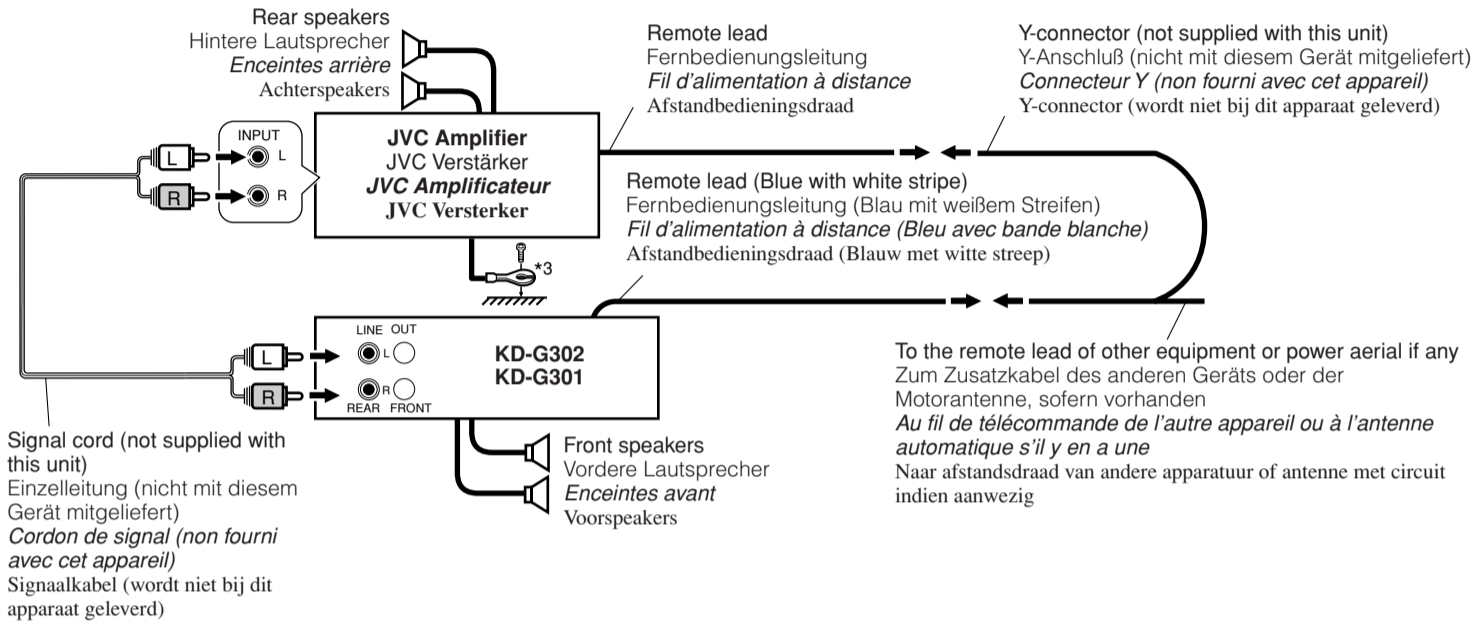 Rear speakers
Hintere Lautsprecher
Enceintes arrière
Achterspeakers
Remote lead
Fernbedienungsleitung
Fil d'alimentation à distance
Afstandbedieningsdraad
Y-connector (not supplied with this unit)
Y-Anschluß (nicht mit diesem Gerät mitgeliefert)
Connecteur Y (non fourni avec cet appareil)
Y-connector (wordt niet bij dit apparaat geleverd)
INPUT
L
L
R
R
JVC Amplifier
JVC Verstärker
JVC Amplificateur
JVC Versterker
*3
Remote lead (Blue with white stripe)
Fernbedienungsleitung (Blau mit weißem Streifen)
Fil d'alimentation à distance (Bleu avec bande blanche)
Afstandbedieningsdraad (Blauw met witte streep)
LINE OUT
L
L
R
R
REAR FRONT
KD-G302
KD-G301
To the remote lead of other equipment or power aerial if any
Zum Zusatzkabel des anderen Geräts oder der
Motorantenne, sofern vorhanden
Au fil de télécommande de l'autre appareil ou à l'antenne
automatique s'il y en a une
Naar afstandsdraad van andere apparatuur of antenne met circuit
indien aanwezig
Signal cord (not supplied with
this unit)
Einzelleitung (nicht mit diesem
Gerät mitgeliefert)
Cordon de signal (non fourni
avec cet appareil)
Signaalkabel (wordt niet bij dit
apparaat geleverd)
Front speakers
Vordere Lautsprecher
Enceintes avant
Voorspeakers